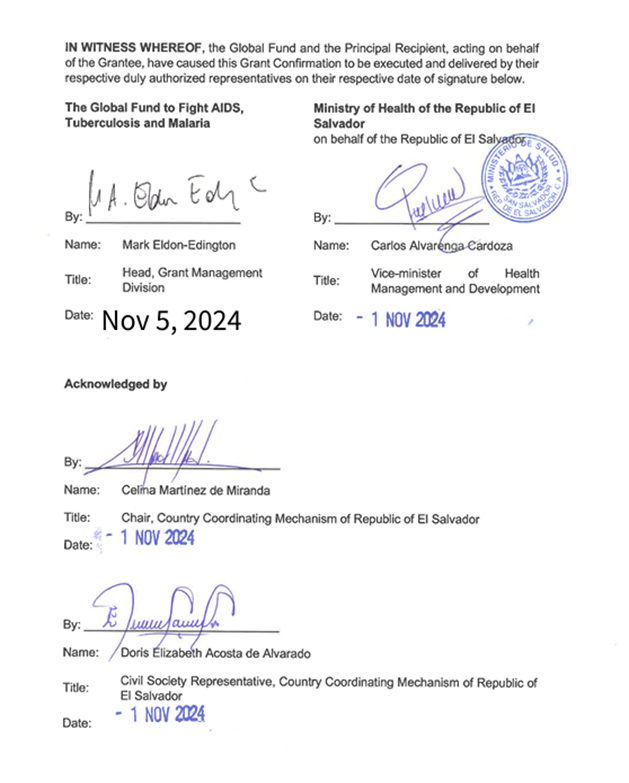 IN WITNESS WHEREOF, the Global Fund and the Principal Recipient, acting on behalf
of the Grantee, have caused this Grant Confirmation to be executed and delivered by their
respective duly authorized representatives on their respective date of signature below.
The Global Fund to Fight AIDS,
Tuberculosis and Malaria
By:
Name: Mark Eldon-Edington
Title: Head, Grant Management
Division
Date: Nov 5, 2024
Ministry of Health of the Republic of El
Salvador
on behalf of the Republic of El Salvador
MINISTERIO DE SALUD
SAN SALVADOR
REP. DE EL SALVADOR, C.A.
By:
Name: Carlos Alvarenga Cardoza
Title: Vice-minister of Health
Management and Development
Date: - 1 NOV 2024
Acknowledged by
By:
Name: Celina Martínez de Miranda
Title: Chair, Country Coordinating Mechanism of Republic of El Salvador
Date: - 1 NOV 2024
By:
Name: Doris Elizabeth Acosta de Alvarado
Title: Civil Society Representative, Country Coordinating Mechanism of Republic of
El Salvador
Date: - 1 NOV 2024